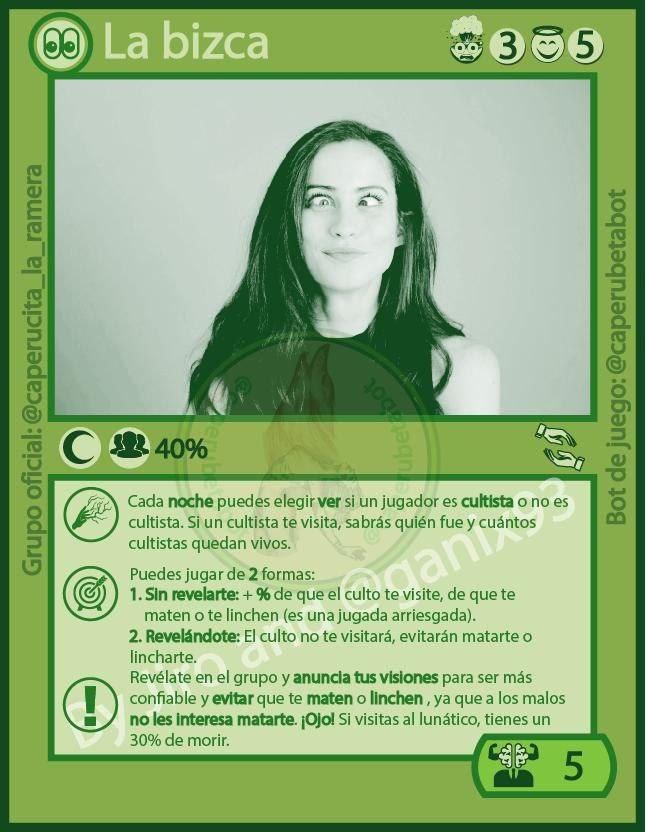 La bizca
3
5
Grupo oficial: @caperucita_la_ramera
Bot de juego: @caperubetabot
40%
Cada noche puedes elegir ver si un jugador es cultista o no es
cultista. Si un cultista te visita, sabrás quién fue y cuántos
cultistas quedan vivos.
Puedes jugar de 2 formas:
1. Sin revelarte: + % de que el culto te visite, de que te
maten o te linchen (es una jugada arriesgada).
2. Revelándote: El culto no te visitará, evitarán matarte o
lincharte.
Revélate en el grupo y anuncia tus visiones para ser más
confiable y evitar que te maten o linchen , ya que a los malos
no les interesa matarte. ¡Ojo! Si visitas al lunático, tienes un
30% de morir.
By Jiro and @ganix93
5